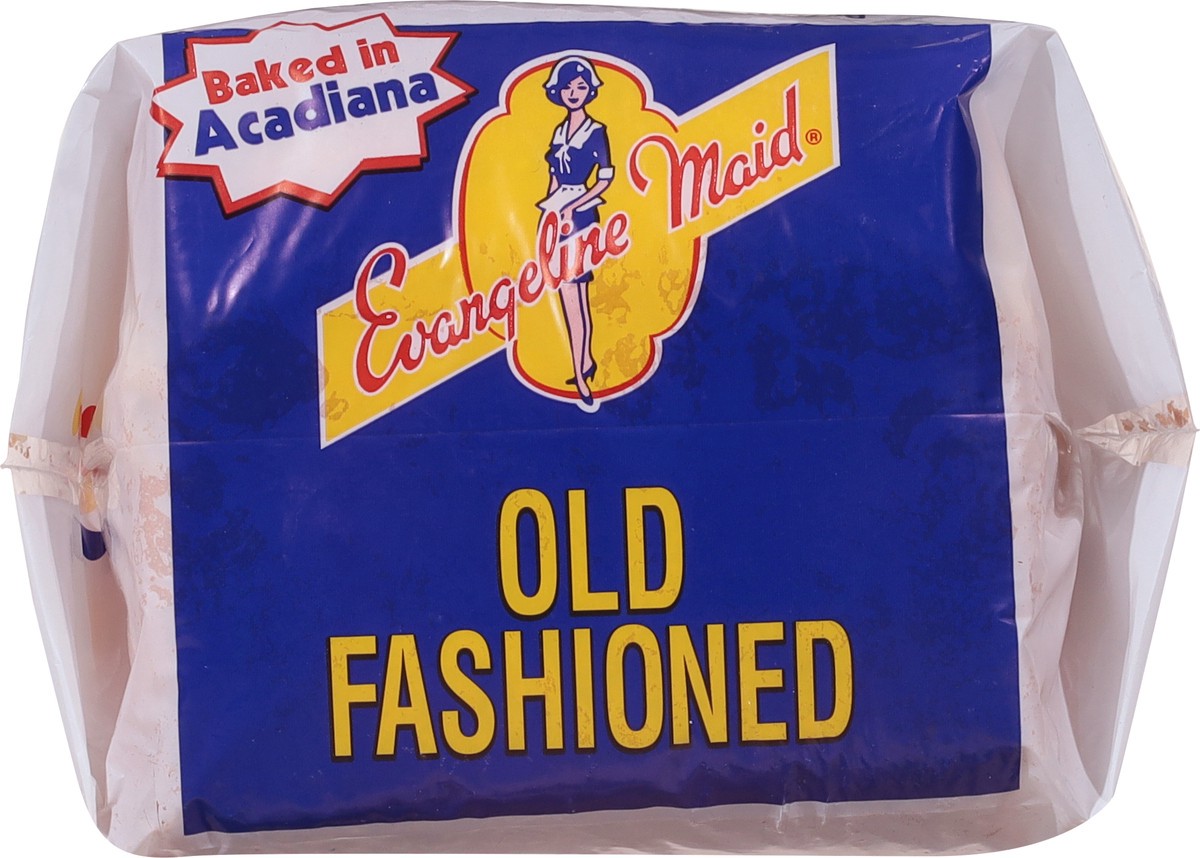 Baked in
Acadiana
Evangeline Maid®
OLD
FASHIONED